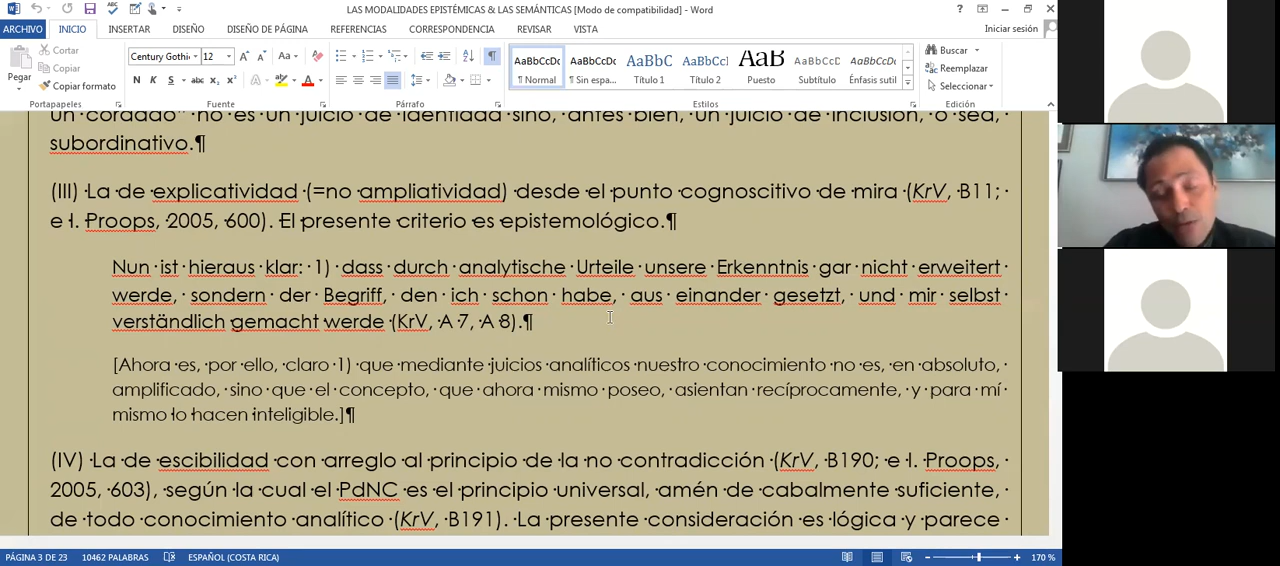 LAS MODALIDADES EPISTÉMICAS & LAS SEMÁNTICAS [Modo de compatibilidad] - Word
ARCHIVO INICIO INSERTAR DISEÑO DE PÁGINA REFERENCIAS CORRESPONDENCIA REVISAR VISTA Iniciar sesión
Pegar
Cortar
Copiar
Copiar formato
Portapapeles
Century Gothi 12
Aa
N K S abc x₂ x²
Fuente
Párrafo
AaBbCcDc AaBbCcDc AaBbC AaBbCcI AaB AaBbCcD AaBbCcDc
¶ Normal ¶ Sin espa... Título 1 Título 2 Puesto Subtítulo Énfasis sutil
Estilos
Buscar
Reemplazar
Seleccionar
Edición
un cordado” no es un juicio de identidad sino, antes bien, un juicio de inclusión, o sea,
subordinativo.¶
(III) La de explicatividad (=no ampliatividad) desde el punto cognoscitivo de mira (KrV, B11;
e I. Proops, 2005, 600). El presente criterio es epistemológico.¶
Nun ist hieraus klar: 1) dass durch analytische Urteile unsere Erkenntnis gar nicht erweitert
werde, sondern der Begriff, den ich schon habe, aus einander gesetzt, und mir selbst
verständlich gemacht werde (KrV, A 7, A 8).¶
[Ahora es, por ello, claro 1) que mediante juicios analíticos nuestro conocimiento no es, en absoluto,
amplificado, sino que el concepto, que ahora mismo poseo, asientan recíprocamente, y para mí
mismo lo hacen inteligible.]¶
(IV) La de escibilidad con arreglo al principio de la no contradicción (KrV, B190; e I. Proops,
2005, 603), según la cual el PdNC es el principio universal, amén de cabalmente suficiente,
de todo conocimiento analítico (KrV, B191). La presente consideración es lógica y parece
PÁGINA 3 DE 23 10462 PALABRAS ESPAÑOL (COSTA RICA) 170 %